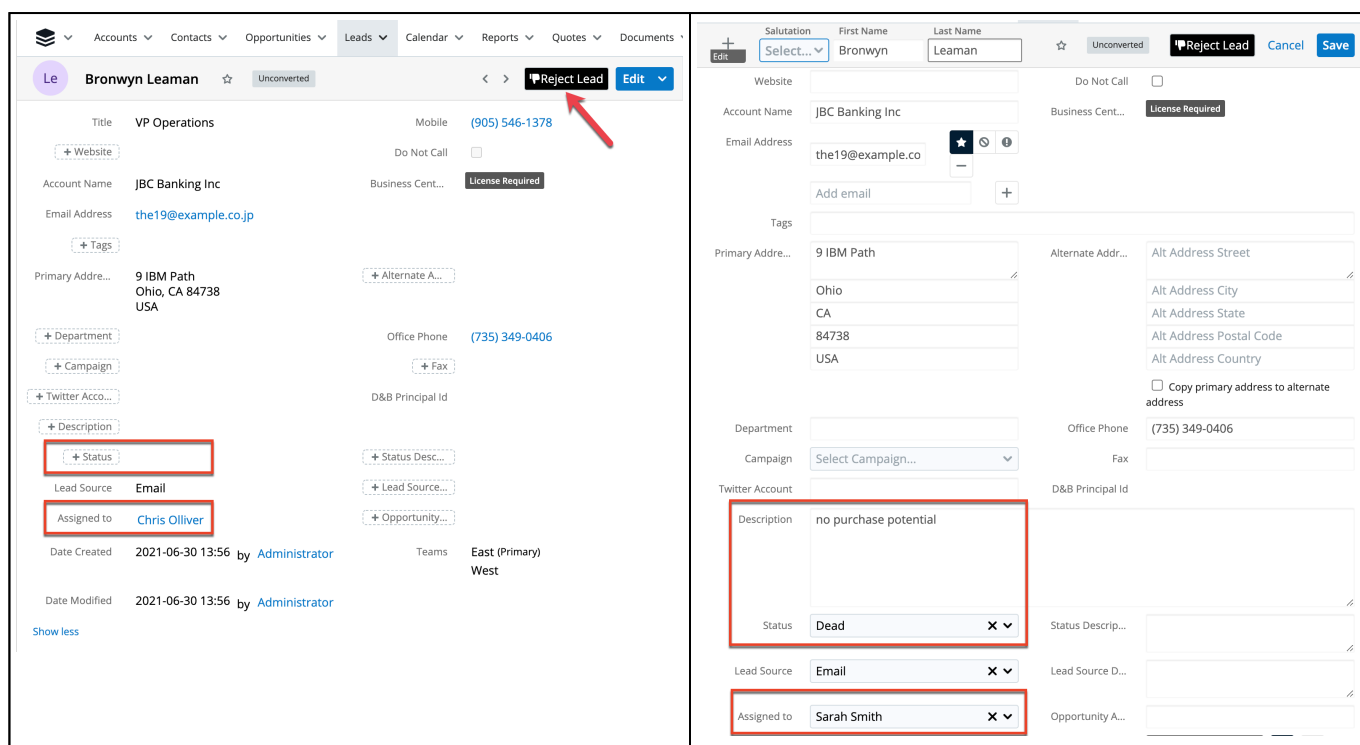 Accounts Contacts Opportunities Leads Calendar Reports Quotes Documents
Le Bronwyn Leaman Unconverted Reject Lead Edit
Title VP Operations Mobile (905) 546-1378
+ Website Do Not Call
Account Name JBC Banking Inc Business Cent... License Required
Email Address the19@example.co.jp
+ Tags
Primary Addre... 9 IBM Path + Alternate A...
Ohio, CA 84738
USA
+ Department Office Phone (735) 349-0406
+ Campaign + Fax
+ Twitter Acco... D&B Principal Id
+ Description
+ Status + Status Desc...
Lead Source Email + Lead Source...
Assigned to Chris Olliver + Opportunity...
Date Created 2021-06-30 13:56 by Administrator Teams East (Primary)
West
Date Modified 2021-06-30 13:56 by Administrator
Show less
Salutation First Name Last Name
Edit Select... Bronwyn Leaman Unconverted Reject Lead Cancel Save
Website Do Not Call
Account Name JBC Banking Inc Business Cent... License Required
Email Address the19@example.co
Add email
Tags
Primary Addre... 9 IBM Path Alternate Addr... Alt Address Street
Ohio Alt Address City
CA Alt Address State
84738 Alt Address Postal Code
USA Alt Address Country
Copy primary address to alternate
address
Department Office Phone (735) 349-0406
Campaign Select Campaign... Fax
Twitter Account D&B Principal Id
Description no purchase potential
Status Dead Status Descrip...
Lead Source Email Lead Source D...
Assigned to Sarah Smith Opportunity A...